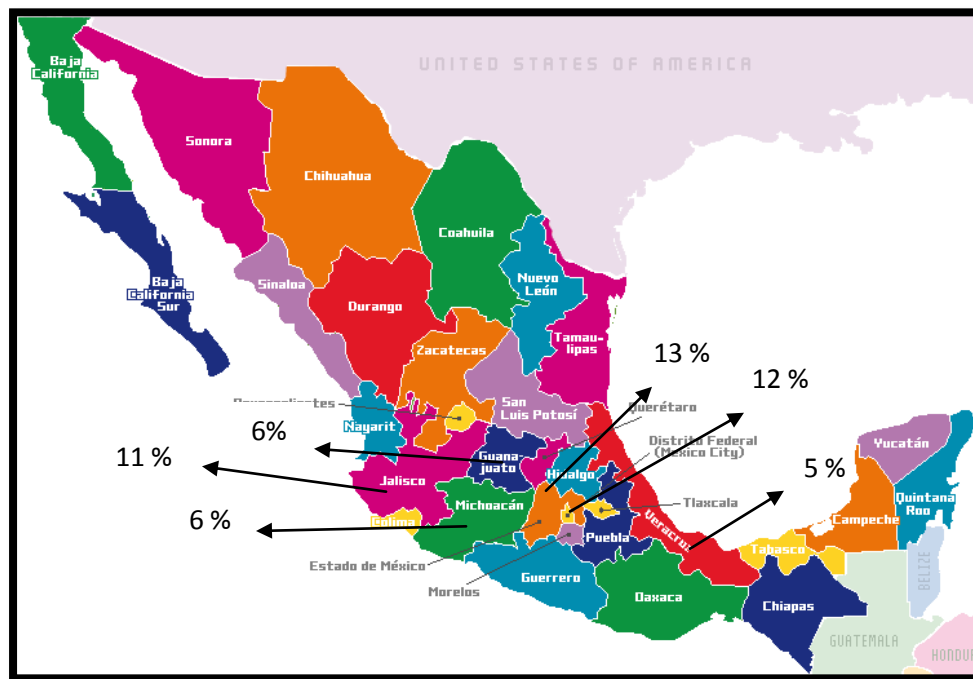 UNITED STATES OF AMERICA
Baja
California
Sonora
Chihuahua
Coahuila
Baja
California
Sur
Sinaloa
Nuevo
León
Durango
Tamau-
lipas
Zacatecas
13 %
12 %
San
Luis Potosí
Querétaro
Nayarit
6%
Guana-
juato
Distrito Federal
(Mexico City)
Hidalgo
Yucatán
11 %
Jalisco
5 %
Michoacán
Tlaxcala
Quintana
Roo
6 %
Colima
Veracruz
Campeche
Puebla
Tabasco
Estado de México
Morelos
Guerrero
Oaxaca
Chiapas
BELIZE
GUATEMALA
HONDU